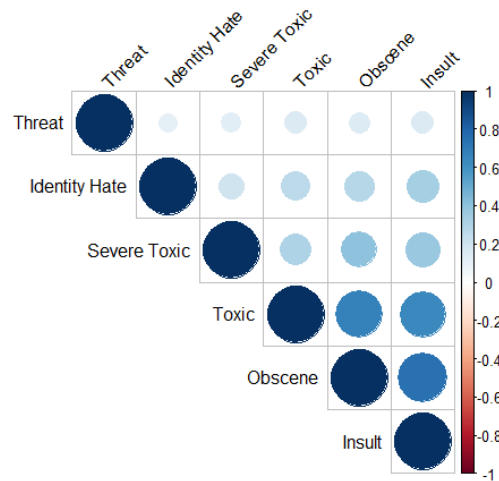 Threat
Identity Hate
Severe Toxic
Toxic
Obscene
Insult
Threat
Identity Hate
Severe Toxic
Toxic
Obscene
Insult
1
0.8
0.6
0.4
0.2
0
-0.2
-0.4
-0.6
-0.8
-1